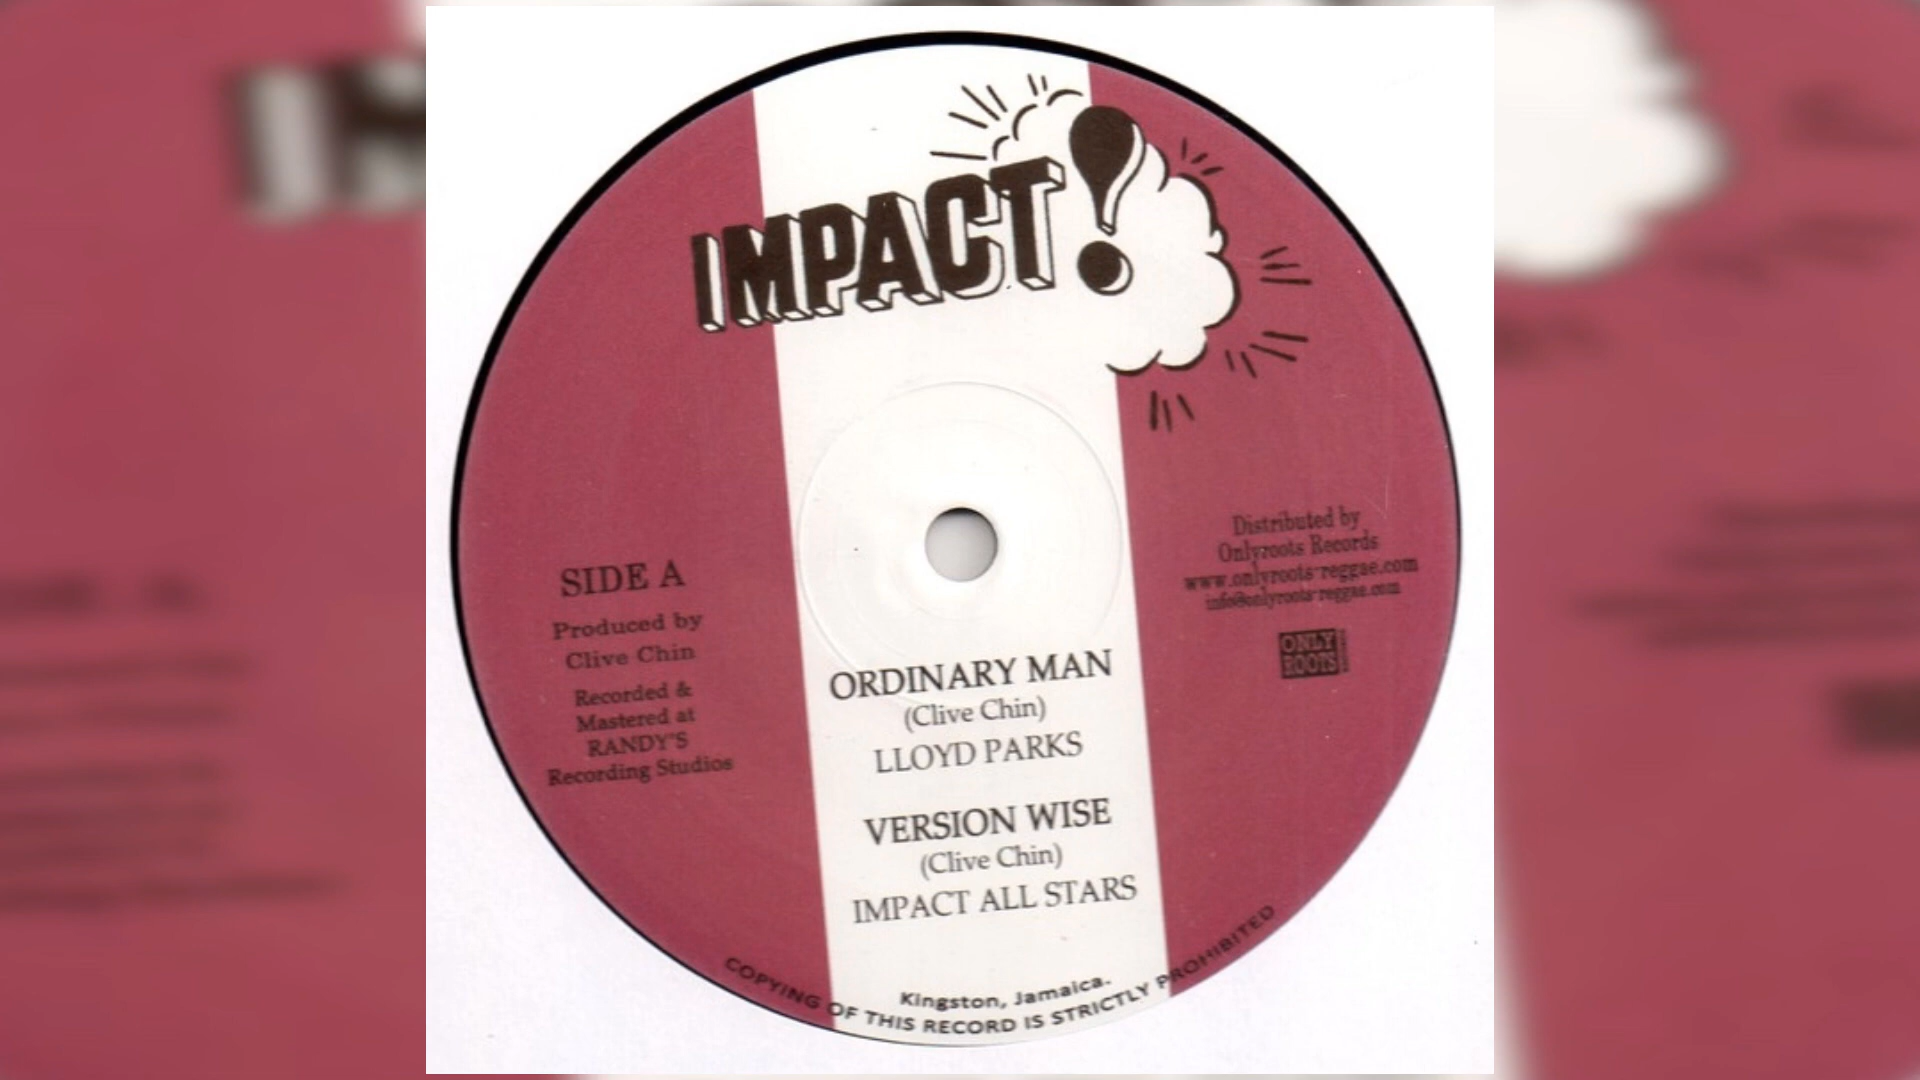 IMPACT!
SIDE A
Produced by
Clive Chin
Recorded &
Mastered at
RANDY'S
Recording Studios
Distributed by
Onlyroots Records
www.onlyroots-reggae.com
info@onlyroots-reggae.com
ONLY
ROOTS
ORDINARY MAN
(Clive Chin)
LLOYD PARKS
VERSION WISE
(Clive Chin)
IMPACT ALL STARS
Kingston, Jamaica.
COPYING OF THIS RECORD IS STRICTLY PROHIBITED